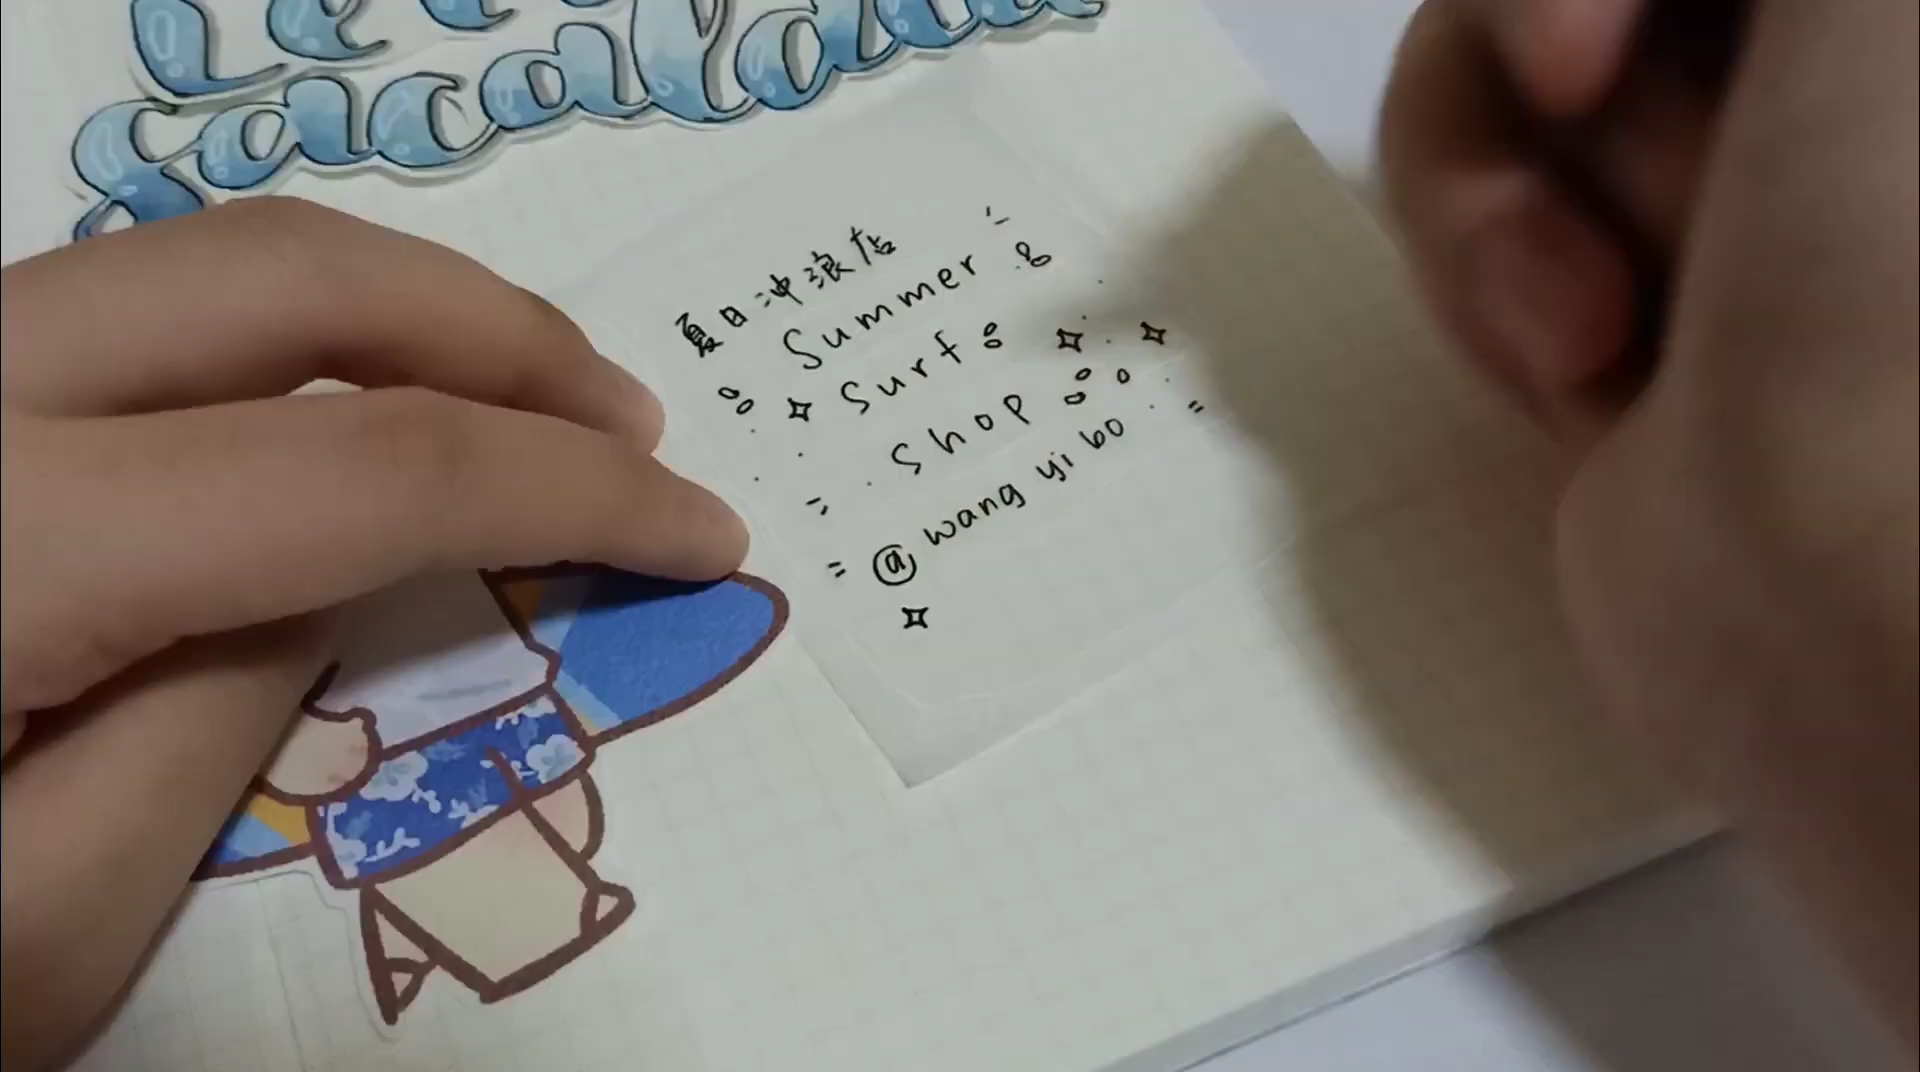 夏日冲浪店
Summer
Surf
Shop
@wang yi bo